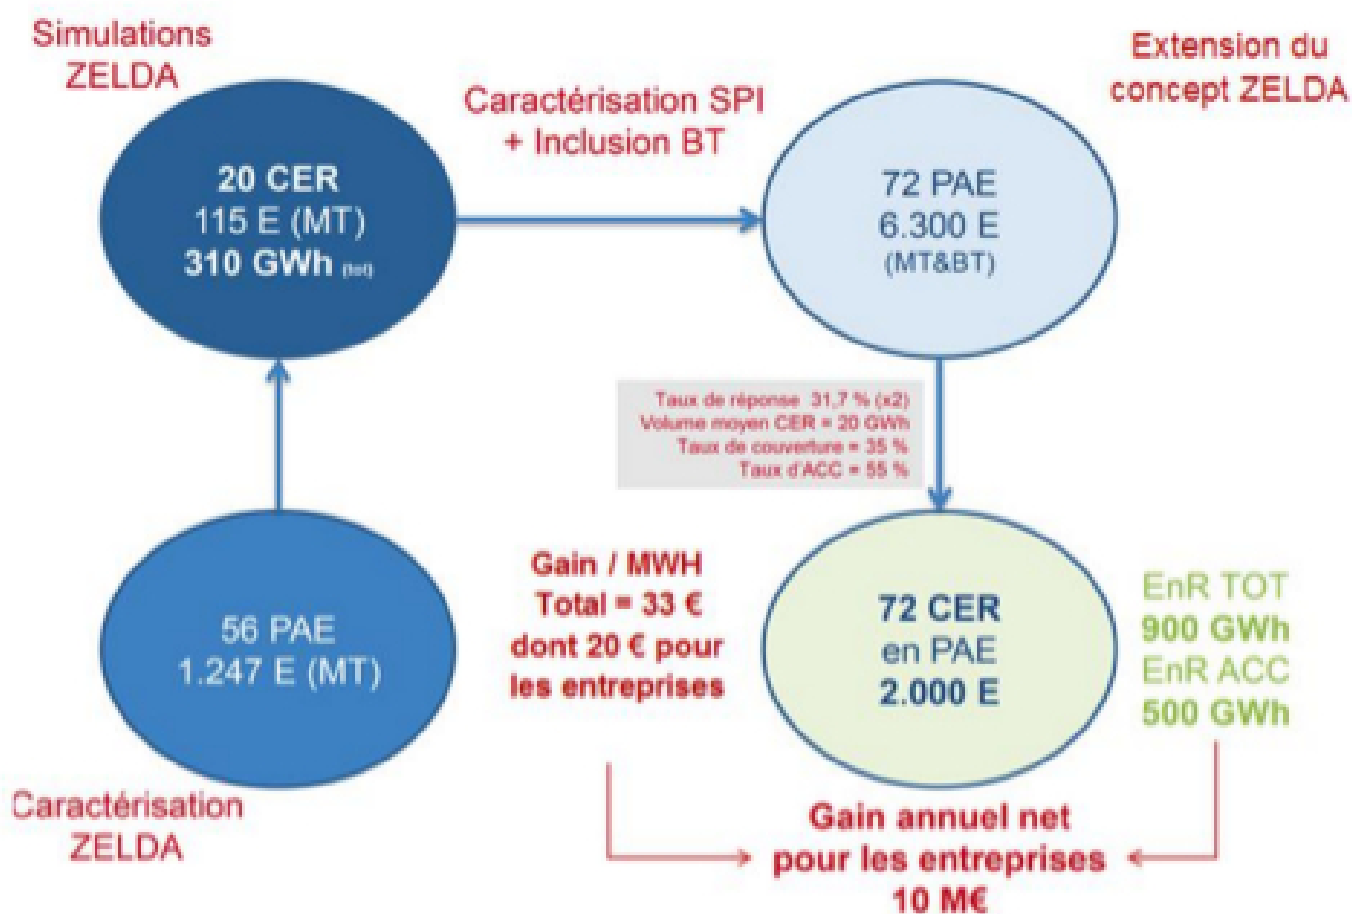 Simulations
ZELDA
20 CER
115 E (MT)
310 GWh (tot)
Caractérisation SPI
+ Inclusion BT
Extension du
concept ZELDA
72 PAE
6.300 E
(MT&BT)
Taux de réponse 31,7 % (x2)
Volume moyen CER = 20 GWh
Taux de couverture = 35 %
Taux d'ACC = 55 %
56 PAE
1.247 E (MT)
Caractérisation
ZELDA
Gain / MWH
Total = 33 €
dont 20 € pour
les entreprises
72 CER
en PAE
2.000 E
EnR TOT
900 GWh
EnR ACC
500 GWh
Gain annuel net
pour les entreprises
10 M€